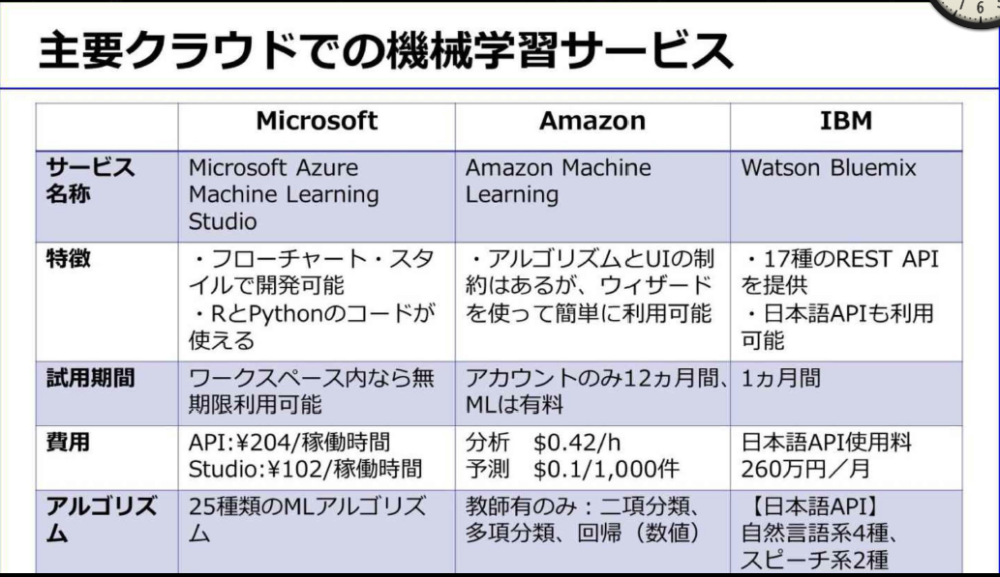 6
主要クラウドでの機械学習サービス
Microsoft
Amazon
IBM
サービス
名称
Microsoft Azure
Machine Learning
Studio
Amazon Machine
Learning
Watson Bluemix
特徴
・フローチャート・スタ
イルで開発可能
・RとPythonのコードが
使える
・アルゴリズムとUIの制
約はあるが、ウィザード
を使って簡単に利用可能
・17種のREST API
を提供
・日本語APIも利用
可能
試用期間
ワークスペース内なら無
期限利用可能
アカウントのみ12ヵ月間、
MLは有料
1ヵ月間
費用
API:¥204/稼働時間
Studio:¥102/稼働時間
分析　$0.42/h
予測　$0.1/1,000件
日本語API使用料
260万円／月
アルゴリズ
ム
25種類のMLアルゴリズ
ム
教師有のみ：二項分類、
多項分類、回帰（数値）
【日本語API】
自然言語系4種、
スピーチ系2種